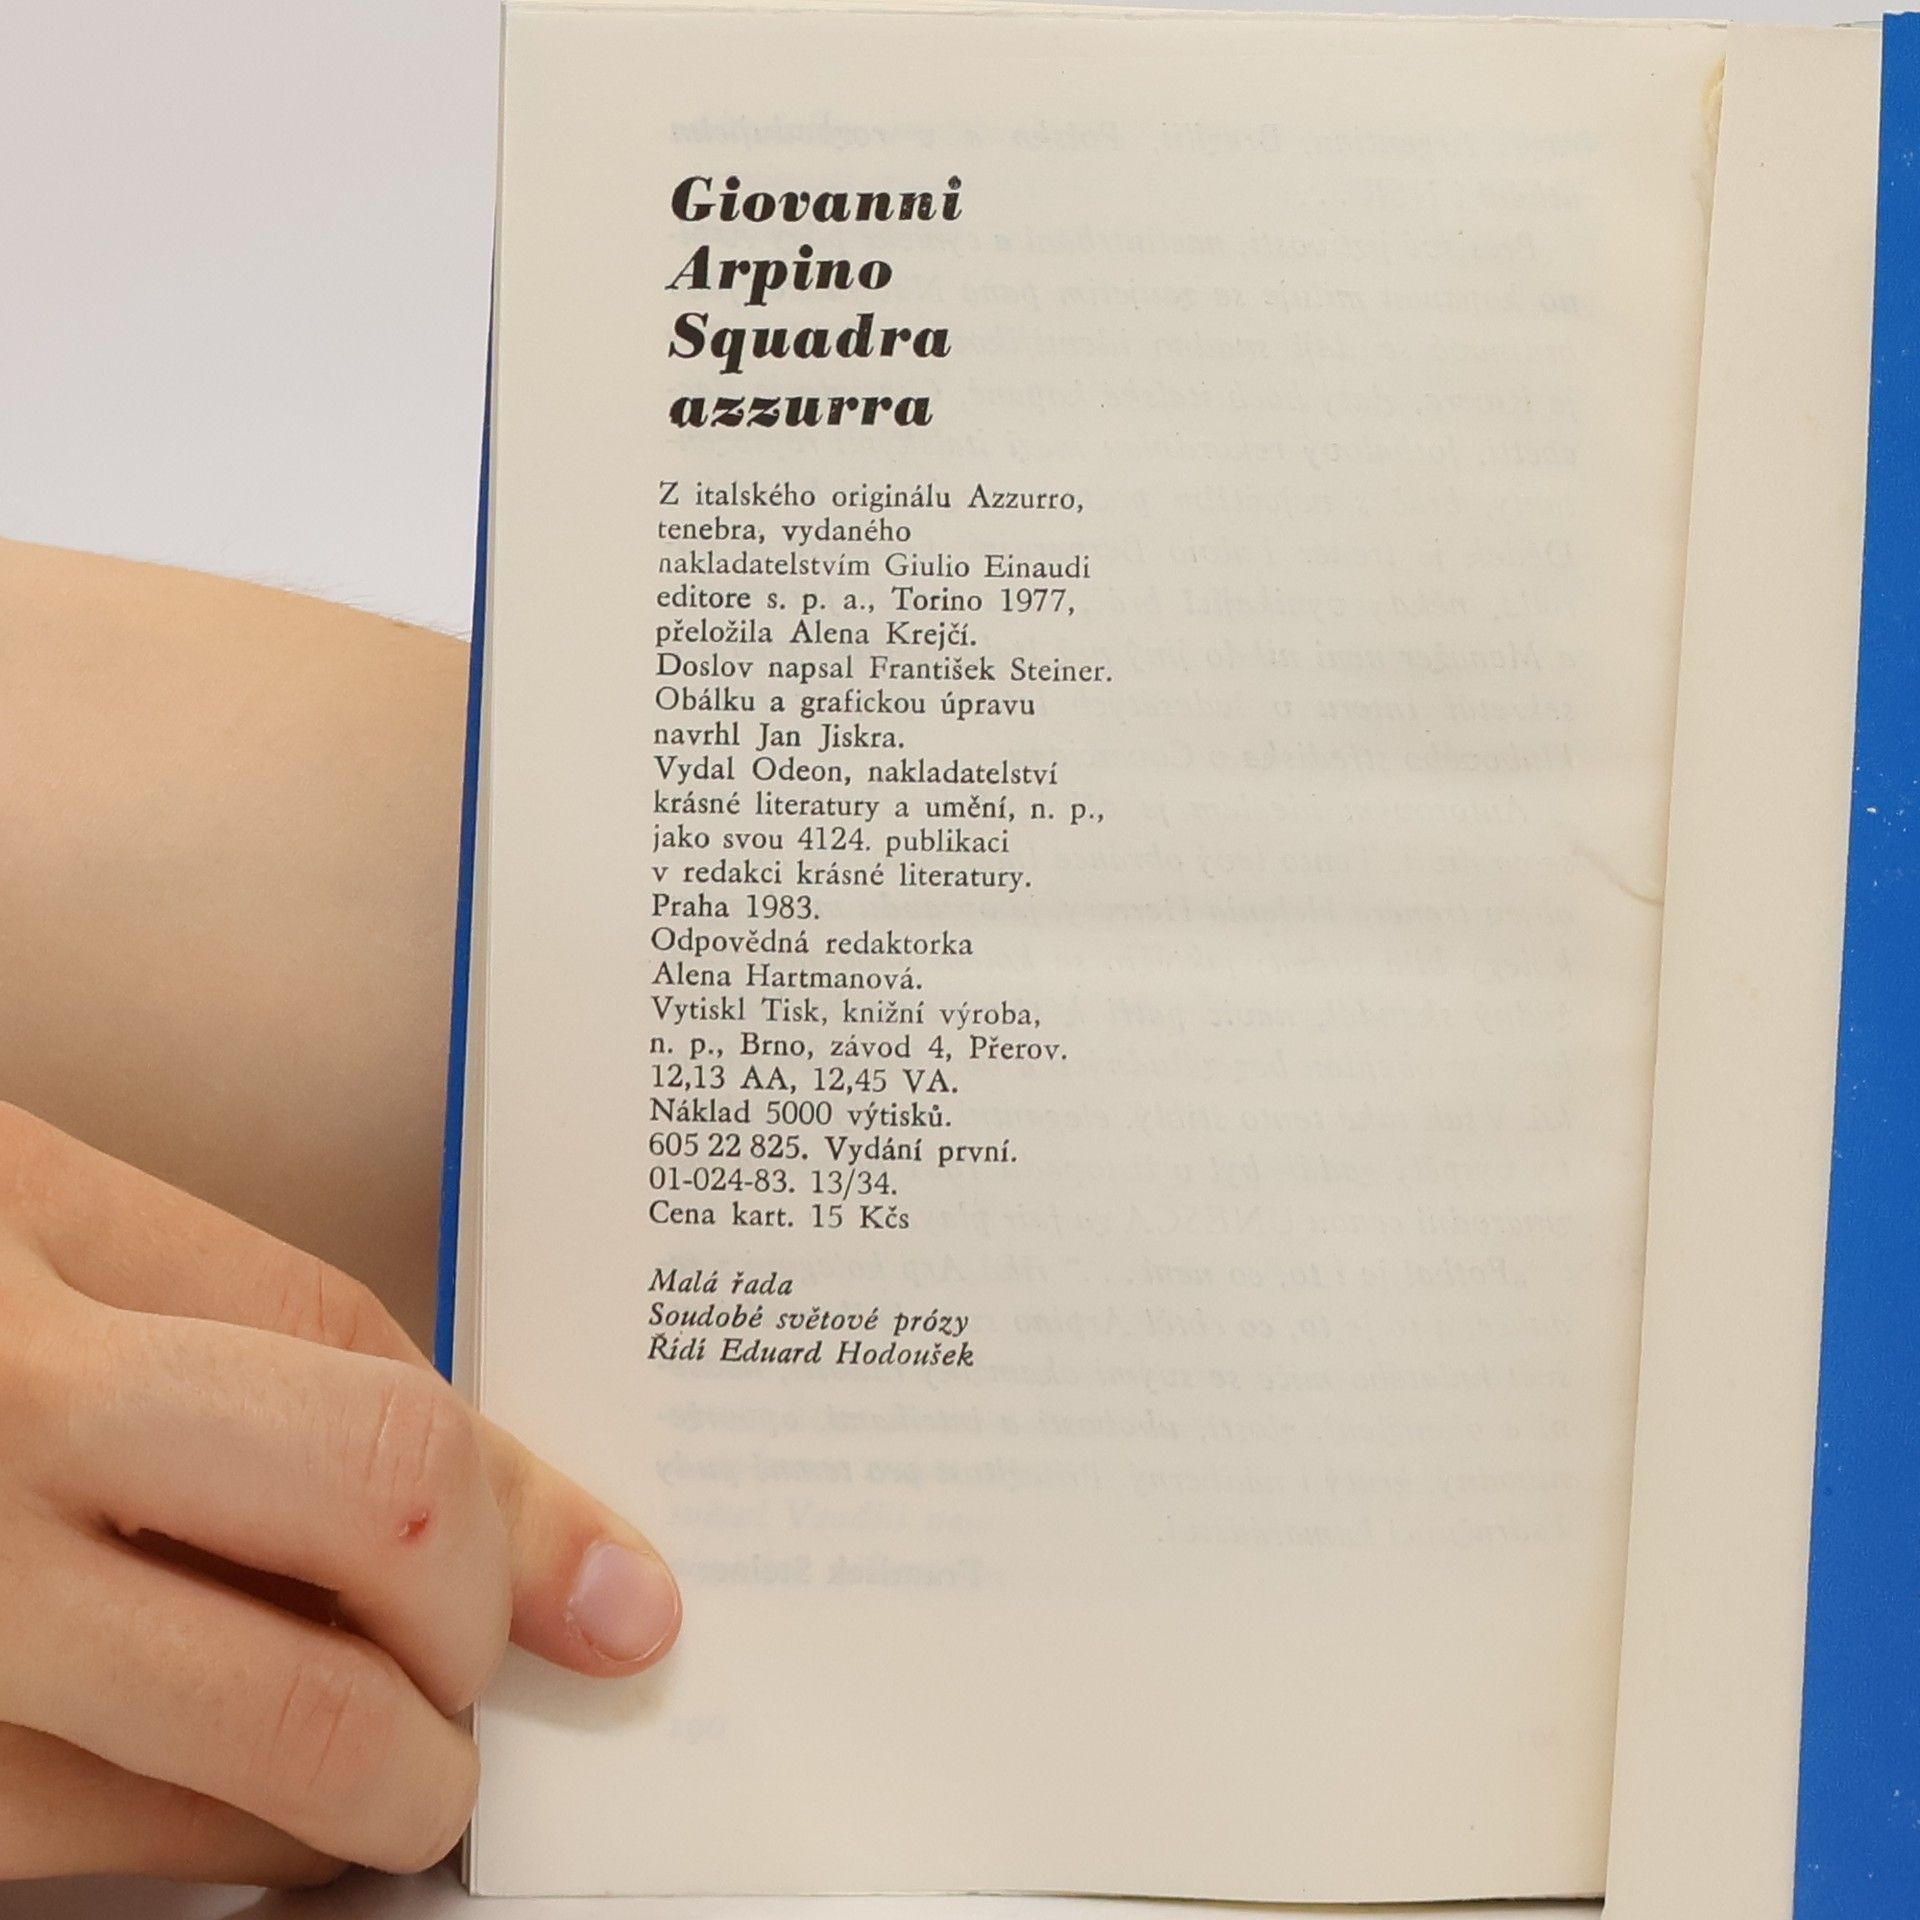 Giovanni
Arpino
Squadra
azzurra
Z italského originálu Azzurro,
tenebra, vydaného
nakladatelstvím Giulio Einaudi
editore s. p. a., Torino 1977,
přeložila Alena Krejčí.
Doslov napsal František Steiner.
Obálku a grafickou úpravu
navrhl Jan Jiskra.
Vydal Odeon, nakladatelství
krásné literatury a umění, n. p.,
jako svou 4124. publikaci
v redakci krásné literatury.
Praha 1983.
Odpovědná redaktorka
Alena Hartmanová.
Vytiskl Tisk, knižní výroba,
n. p., Brno, závod 4, Přerov.
12,13 AA, 12,45 VA.
Náklad 5000 výtisků.
605 22 825. Vydání první.
01-024-83. 13/34.
Cena kart. 15 Kčs
Malá řada
Soudobé světové prózy
Řídí Eduard Hodoušek